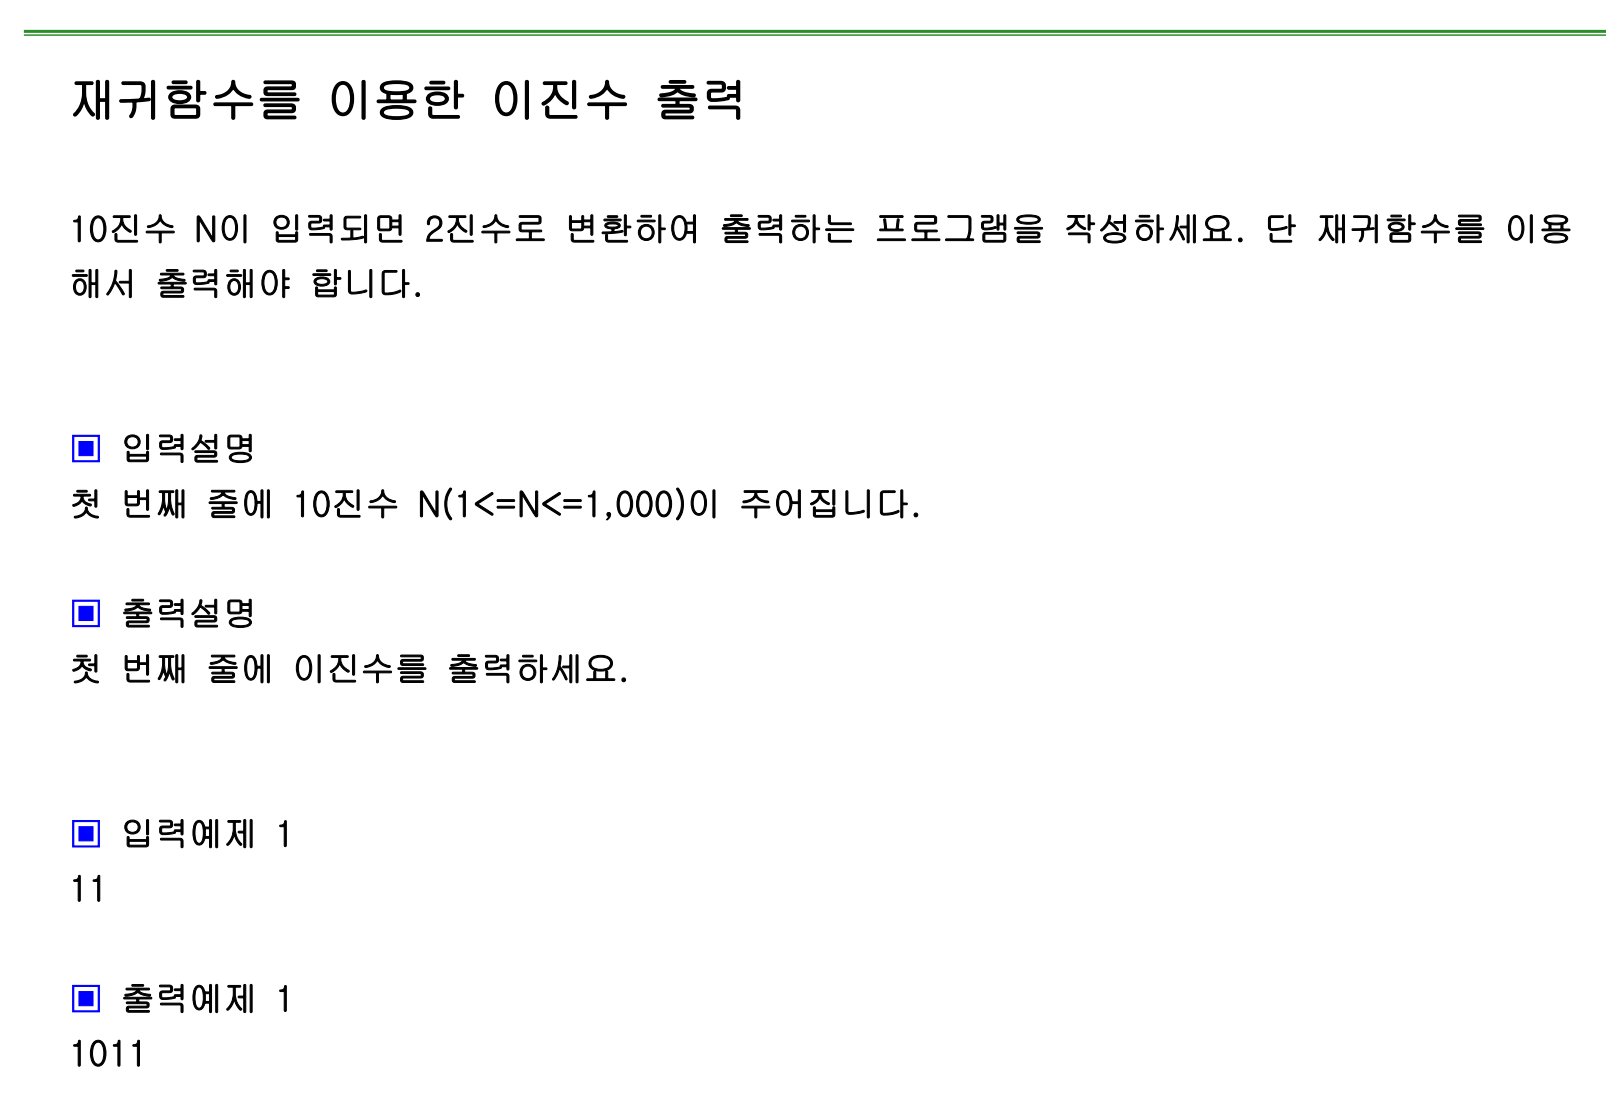 재귀함수를 이용한 이진수 출력
10진수 N이 입력되면 2진수로 변환하여 출력하는 프로그램을 작성하세요. 단 재귀함수를 이용
해서 출력해야 합니다.
▣ 입력설명
첫 번째 줄에 10진수 N(1<=N<=1,000)이 주어집니다.
▣ 출력설명
첫 번째 줄에 이진수를 출력하세요.
▣ 입력예제 1
11
▣ 출력예제 1
1011